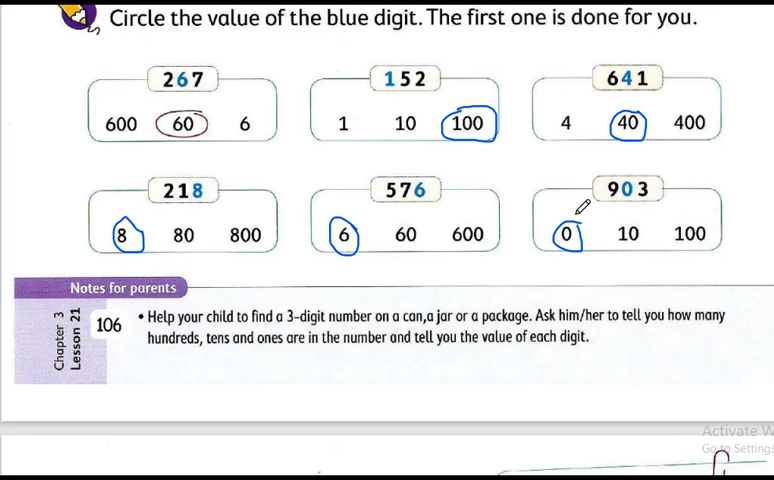 Circle the value of the blue digit. The first one is done for you.
267 152 641
600 60 6 1 10 100 4 40 400
218 576 903
8 80 800 6 60 600 0 10 100
Notes for parents
Chapter 3
Lesson 21
106
• Help your child to find a 3-digit number on a can,a jar or a package. Ask him/her to tell you how many
hundreds, tens and ones are in the number and tell you the value of each digit.
Activate W
Go to Settings